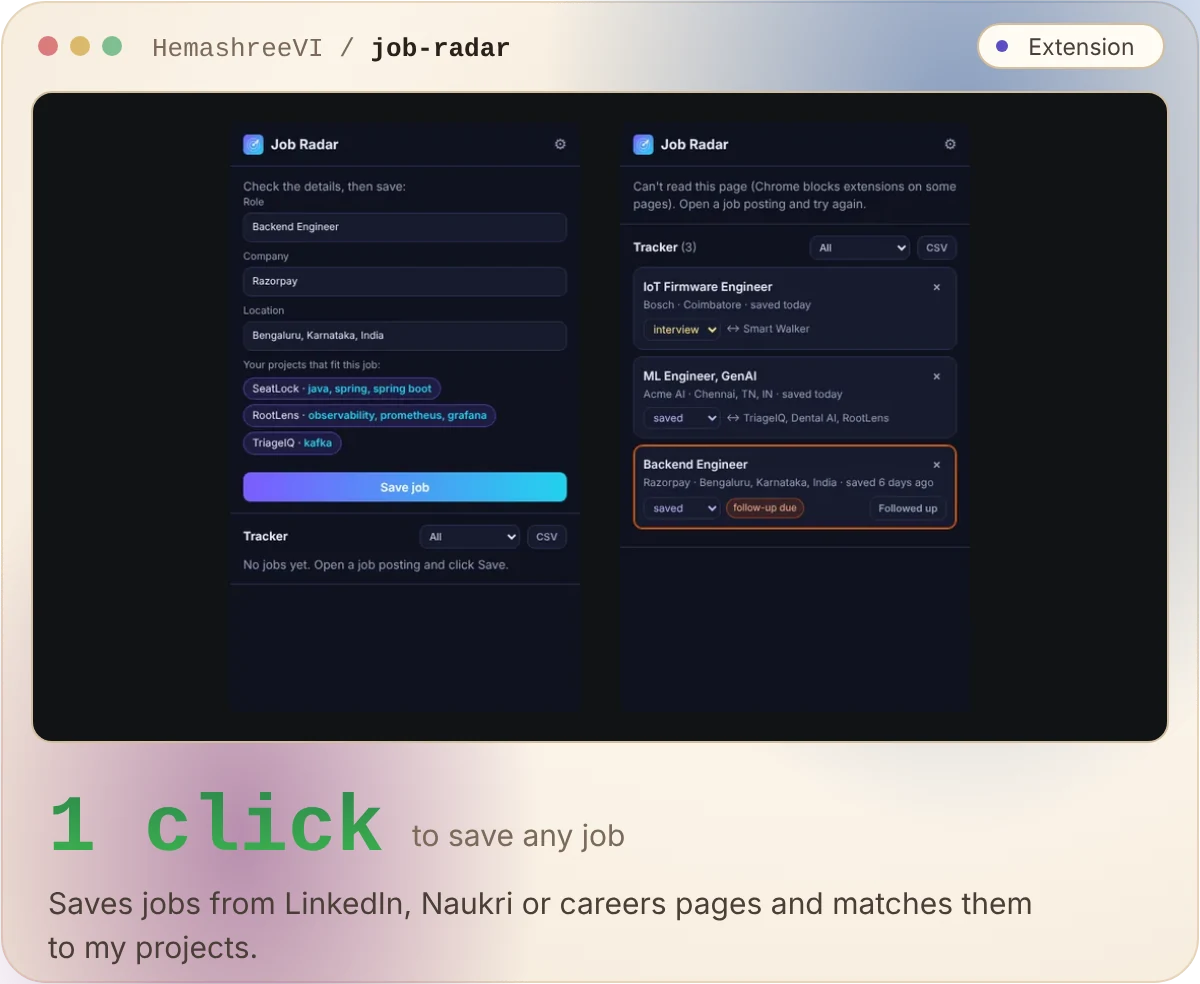 HemashreeVI / job-radar
Extension
Job Radar
Check the details, then save:
Role
Backend Engineer
Company
Razorpay
Location
Bengaluru, Karnataka, India
Your projects that fit this job:
SeatLock · java, spring, spring boot
RootLens · observability, prometheus, grafana
TriageIQ · kafka
Save job
Tracker
All
CSV
No jobs yet. Open a job posting and click Save.
Job Radar
Can't read this page (Chrome blocks extensions on some
pages). Open a job posting and try again.
Tracker (3)
All
CSV
IoT Firmware Engineer
Bosch · Coimbatore · saved today
interview ↔ Smart Walker
ML Engineer, GenAI
Acme AI · Chennai, TN, IN · saved today
saved ↔ TriageIQ, Dental AI, RootLens
Backend Engineer
Razorpay · Bengaluru, Karnataka, India · saved 6 days ago
saved follow-up due Followed up
1 click to save any job
Saves jobs from LinkedIn, Naukri or careers pages and matches them
to my projects.